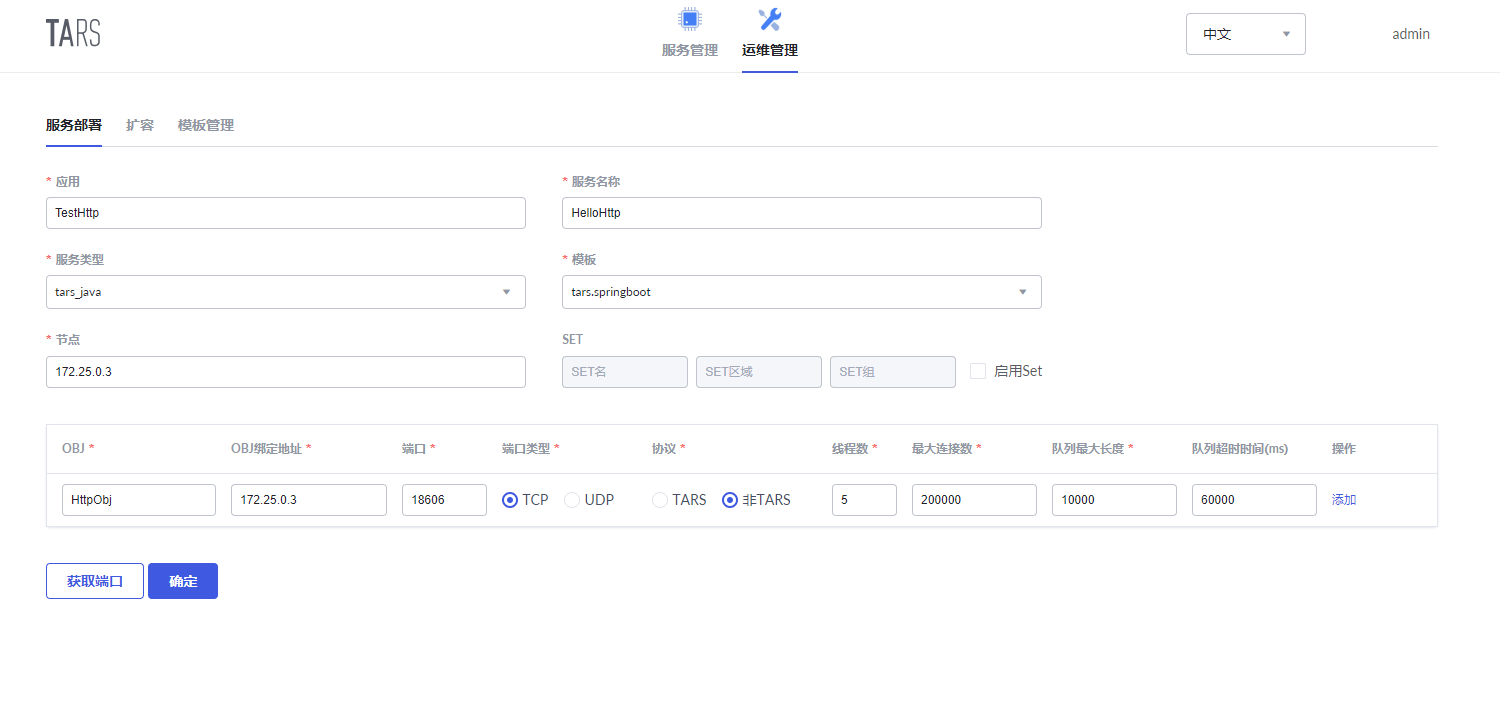 TARS
服务管理
运维管理
中文
admin
服务部署 扩容 模板管理
* 应用 * 服务名称
TestHttp HelloHttp
* 服务类型 * 模板
tars_java tars.springboot
* 节点 SET
172.25.0.3 SET名 SET区域 SET组 启用Set
OBJ * OBJ绑定地址 * 端口 * 端口类型 * 协议 * 线程数 * 最大连接数 * 队列最大长度 * 队列超时时间(ms) 操作
HttpObj 172.25.0.3 18606 TCP UDP TARS 非TARS 5 200000 10000 60000 添加
获取端口 确定